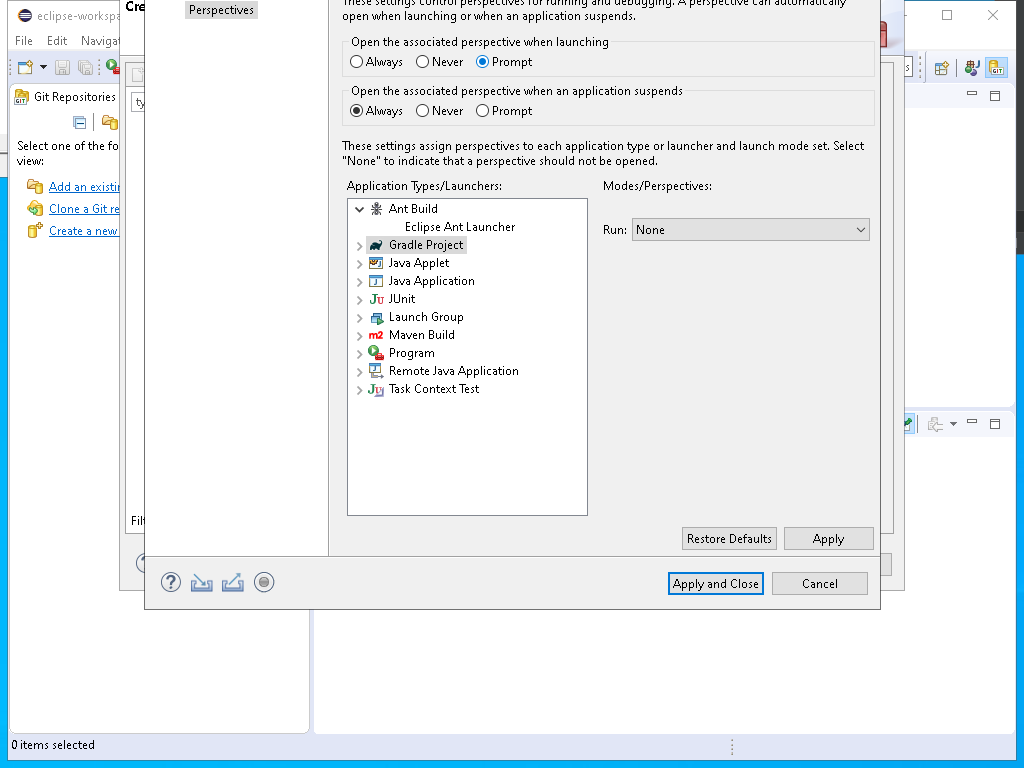 eclipse-workspa
Cre
Perspectives
These settings control perspectives for running and debugging. A perspective can automatically
open when launching or when an application suspends.
File Edit Navigat
Open the associated perspective when launching
Always Never Prompt
Git Repositories
Open the associated perspective when an application suspends
Always Never Prompt
ty
s
GIT
Select one of the fo
view:
Add an existin
Clone a Git re
Create a new
These settings assign perspectives to each application type or launcher and launch mode set. Select
"None" to indicate that a perspective should not be opened.
Application Types/Launchers:
Modes/Perspectives:
Ant Build
Eclipse Ant Launcher
Run: None
Gradle Project
Java Applet
Java Application
JUnit
Launch Group
Maven Build
Program
Remote Java Application
Task Context Test
Filt
Restore Defaults Apply
Apply and Close Cancel
0 items selected